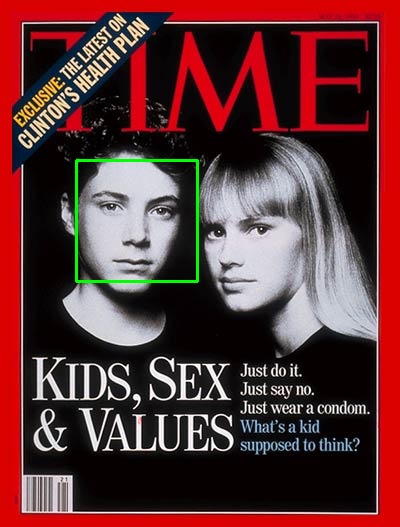 EXCLUSIVE: THE LATEST ON
CLINTON'S HEALTH PLAN
TIME
KIDS, SEX
& VALUES
Just do it.
Just say no.
Just wear a condom.
What's a kid
supposed to think?
21